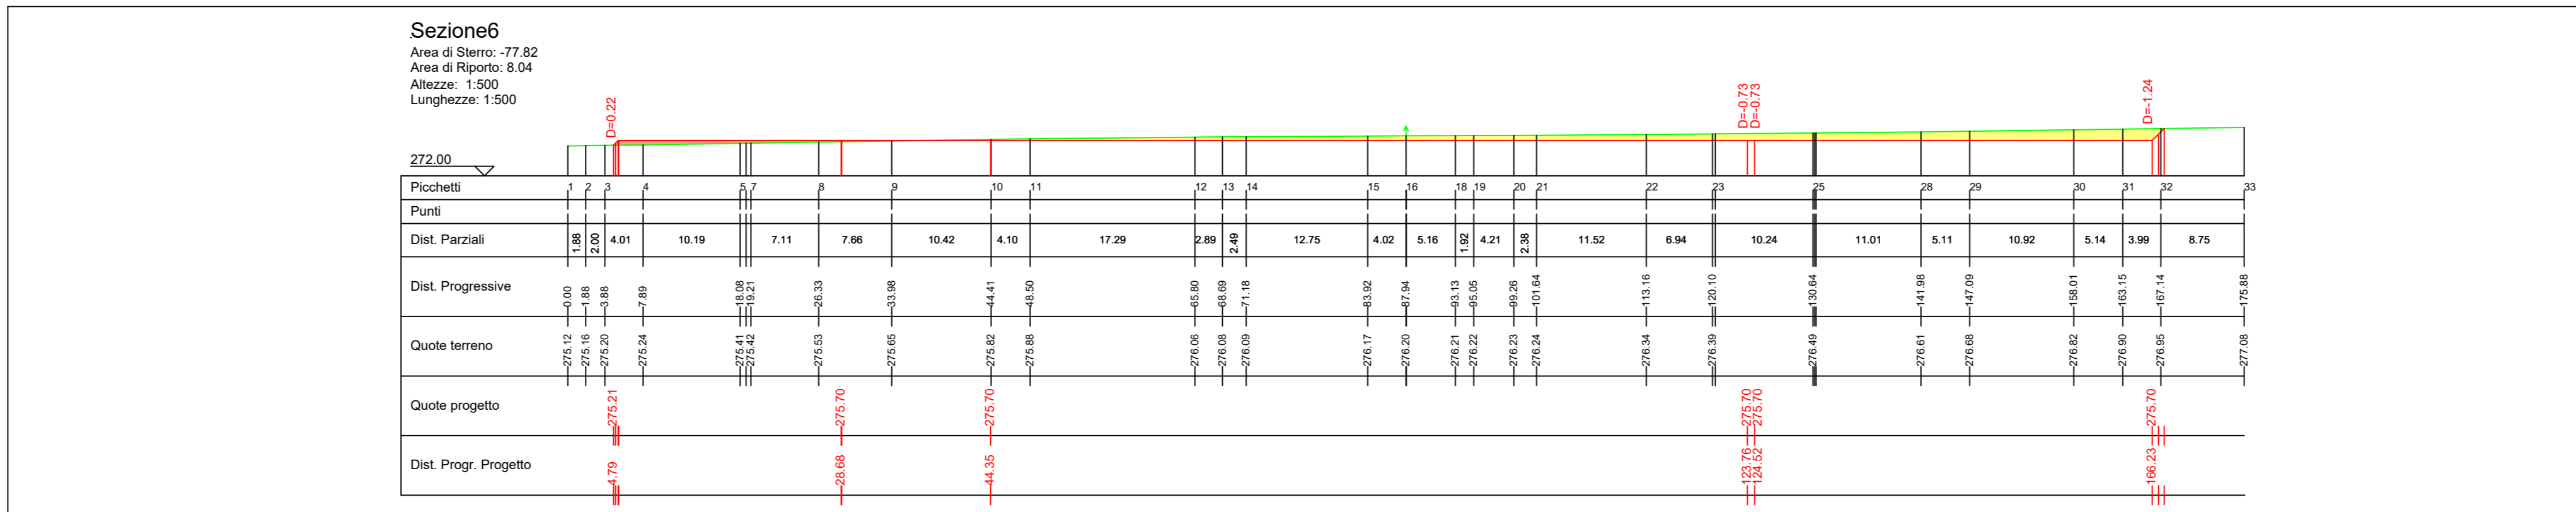 Sezione6
Area di Sterro: -77.82
Area di Riporto: 8.04
Altezze: 1:500
Lunghezze: 1:500
D=0.22 D=-0.73 D=-0.73 D=-1.24
272.00
Picchetti 1 2 3 4 5 7 8 9 10 11 12 13 14 15 16 18 19 20 21 22 23 25 28 29 30 31 32 33
Punti
Dist. Parziali 1.88 2.00 4.01 10.19 7.11 7.66 10.42 4.10 17.29 2.89 2.49 12.75 4.02 5.16 1.92 4.21 2.38 11.52 6.94 10.24 11.01 5.11 10.92 5.14 3.99 8.75
Dist. Progressive 0.00 1.88 3.88 7.89 18.08 19.21 26.33 33.98 44.41 48.50 65.80 68.69 71.18 83.92 87.94 93.13 95.05 99.26 101.64 113.16 120.10 130.64 141.98 147.09 158.01 163.15 167.14 175.88
Quote terreno 275.12 275.16 275.20 275.24 275.41 275.42 275.53 275.65 275.82 275.88 276.06 276.08 276.09 276.17 276.20 276.21 276.22 276.23 276.24 276.34 276.39 276.49 276.61 276.68 276.82 276.90 276.95 277.08
Quote progetto 275.21 275.70 275.70 275.70 275.70 275.70
Dist. Progr. Progetto 4.79 28.68 44.35 123.76 124.52 166.23